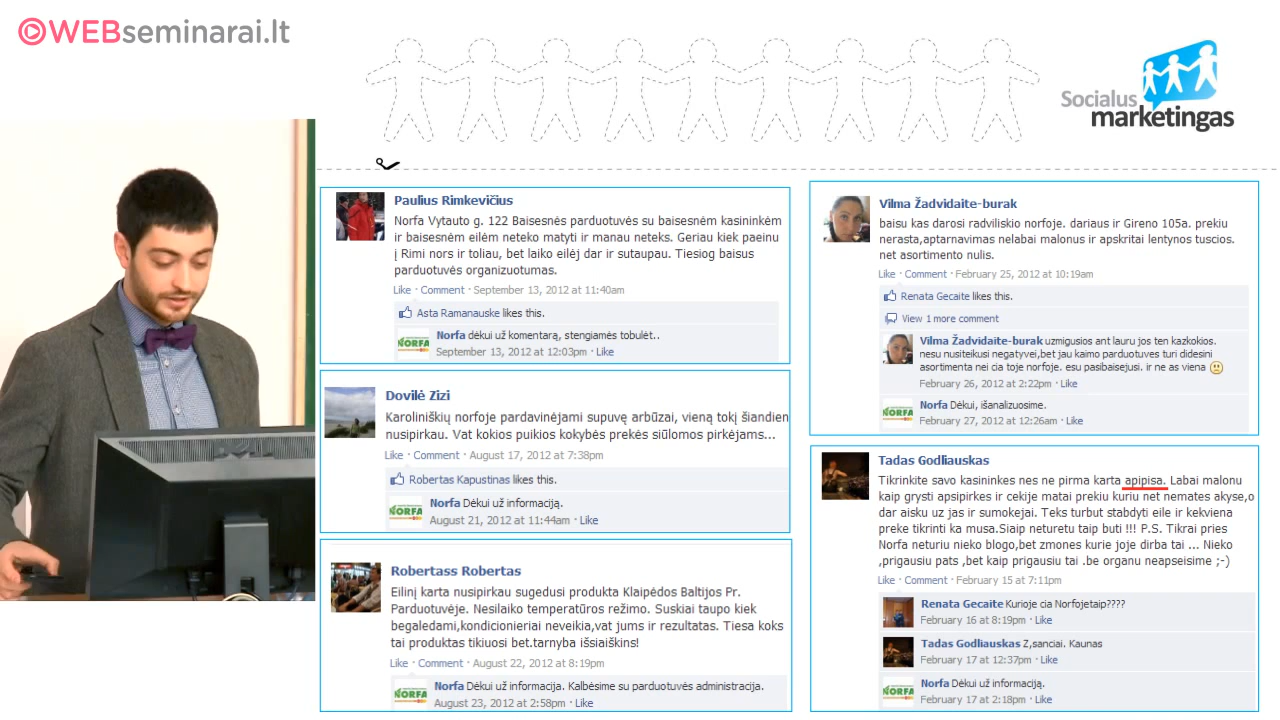 WEBseminarai.lt
Socialus
marketingas
Paulius Rimkevičius
Norfa Vytauto g. 122 Baisesnės parduotuvės su baisesnėm kasininkėm
ir baisesnėm eilėm neteko matyti ir manau neteks. Geriau kiek paeinu
į Rimi nors ir toliau, bet laiko eilėj dar ir sutaupau. Tiesiog baisus
parduotuvės organizuotumas.
Like · Comment · September 13, 2012 at 11:40am
Asta Ramanauske likes this.
NORFA
Norfa dėkui už komentarą, stengiamės tobulėt..
September 13, 2012 at 12:03pm · Like
Dovilė Zizi
Karoliniškių norfoje pardavinėjami supuvę arbūzai, vieną tokį šiandien
nusipirkau. Vat kokios puikios kokybės prekės siūlomos pirkėjams...
Like · Comment · August 17, 2012 at 7:38pm
Robertas Kapustinas likes this.
NORFA
Norfa Dėkui už informaciją.
August 21, 2012 at 11:44am · Like
Robertass Robertas
Eilinį karta nusipirkau sugedusi produkta Klaipėdos Baltijos Pr.
Parduotuvėje. Nesilaiko temperatūros režimo. Suskiai taupo kiek
begaledami,kondicionieriai neveikia,vat jums ir rezultatas. Tiesa koks
tai produktas tikiuosi bet.tarnyba išsiaiškins!
Like · Comment · August 22, 2012 at 8:19pm
NORFA
Norfa Dėkui už informacija. Kalbėsime su parduotuvės administracija.
August 23, 2012 at 2:58pm · Like
Vilma Žadvidaite-burak
baisu kas darosi radviliskio norfoje. dariaus ir Gireno 105a. prekiu
nerasta,aptarnavimas nelabai malonus ir apskritai lentynos tuscios.
net asortimento nulis.
Like · Comment · February 25, 2012 at 10:19am
Renata Gecaite likes this.
View 1 more comment
Vilma Žadvidaite-burak uzmigusios ant lauru jos ten kazkokios.
nesu nusiteikusi negatyvei,bet jau kaimo parduotuves turi didesini
asortimenta nei cia toje norfoje. esu pasibaisejusi. ir ne as viena
February 26, 2012 at 2:22pm · Like
NORFA
Norfa Dėkui, išanalizuosime.
February 27, 2012 at 12:26am · Like
Tadas Godliauskas
Tikrinkite savo kasininkes nes ne pirma karta apipisa. Labai malonu
kaip grysti apsipirkes ir cekije matai prekiu kuriu net nemates akyse,o
dar aisku uz jas ir sumokejai. Teks turbut stabdyti eile ir kekviena
preke tikrinti ka musa.Siaip neturetu taip buti !!! P.S. Tikrai pries
Norfa neturiu nieko blogo,bet zmones kurie joje dirba tai ... Nieko
,prigausiu pats ,bet kaip prigausiu tai .be organu neapseisime ;-)
Like · Comment · February 15 at 7:11pm
Renata Gecaite Kurioje cia Norfojetaip????
February 16 at 8:19pm · Like
Tadas Godliauskas Z,sanciai. Kaunas
February 17 at 12:37pm · Like
NORFA
Norfa Dėkui už informaciją.
February 17 at 2:18pm · Like